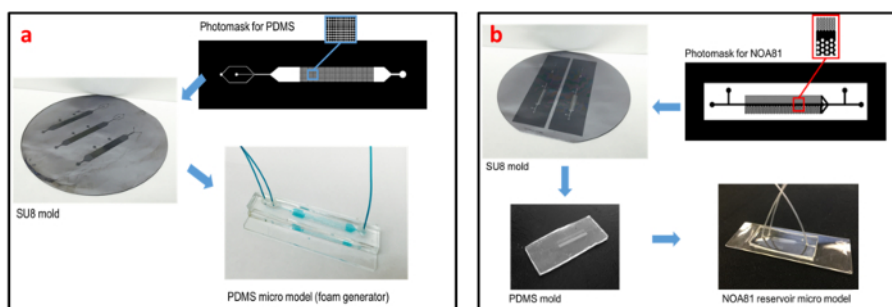 a
Photomask for PDMS
SU8 mold
PDMS micro model (foam generator)
b
Photomask for NOA81
SU8 mold
PDMS mold
NOA81 reservoir micro model